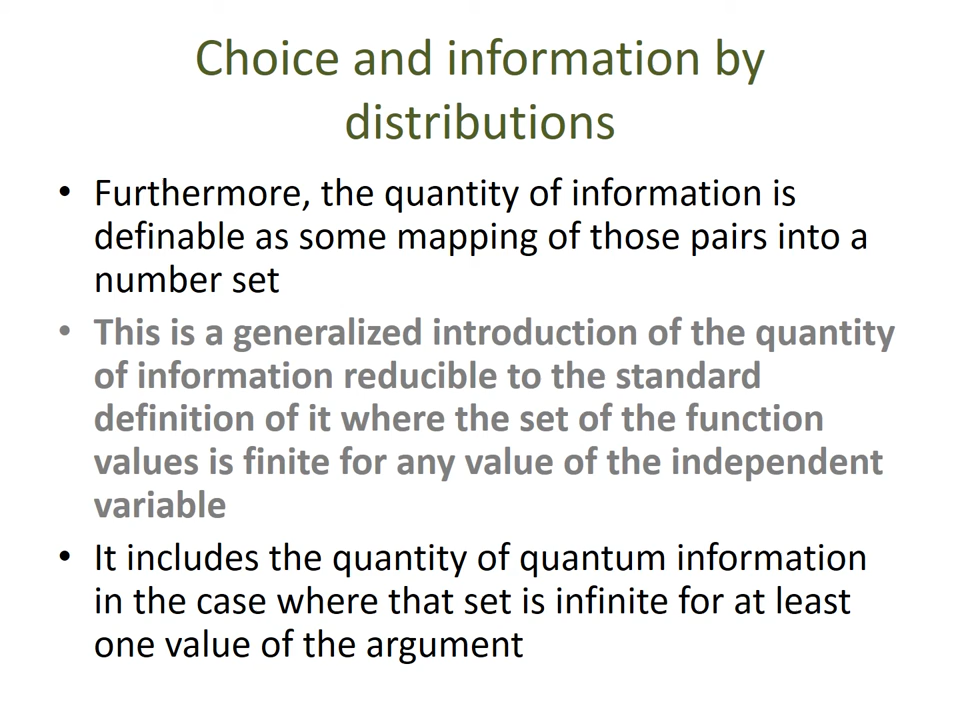 Choice and information by
distributions
• Furthermore, the quantity of information is
definable as some mapping of those pairs into a
number set
• This is a generalized introduction of the quantity
of information reducible to the standard
definition of it where the set of the function
values is finite for any value of the independent
variable
• It includes the quantity of quantum information
in the case where that set is infinite for at least
one value of the argument